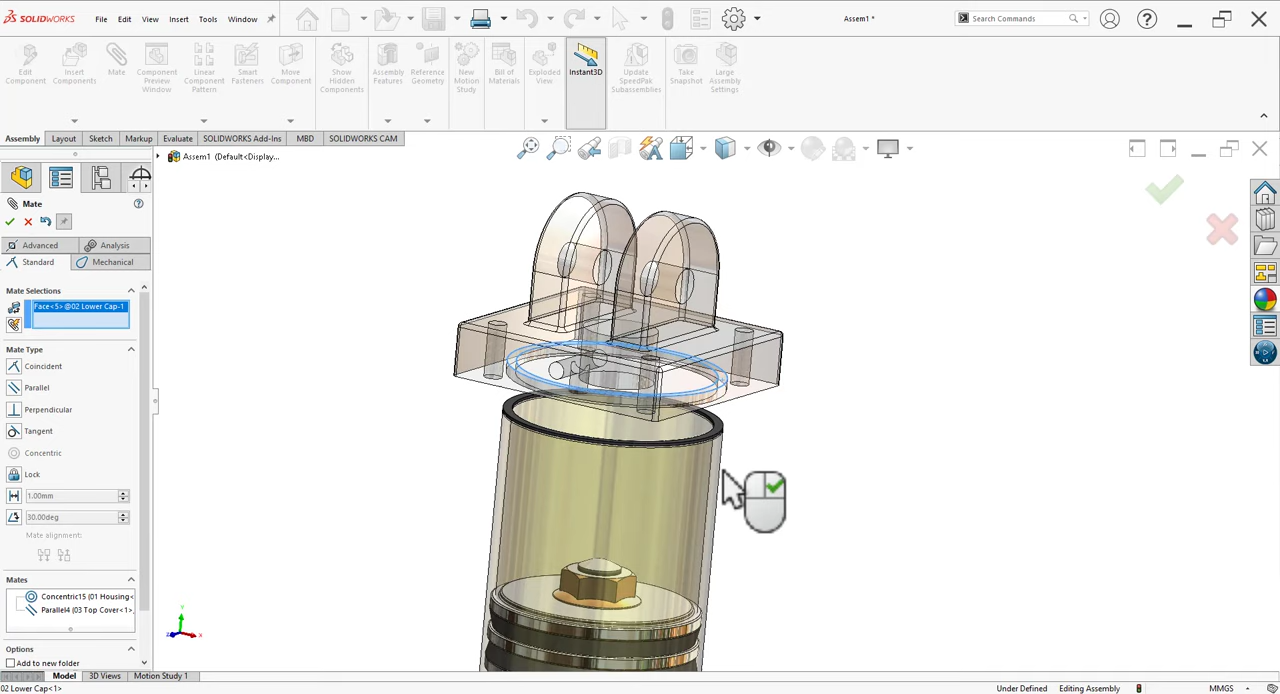 SOLIDWORKS File Edit View Insert Tools Window Assem1 * Search Commands
Edit Component
Insert Components
Mate
Component Preview Window
Linear Component Pattern
Smart Fasteners
Move Component
Show Hidden Components
Assembly Features
Reference Geometry
New Motion Study
Bill of Materials
Exploded View
Instant3D
Update SpeedPak Subassemblies
Take Snapshot
Large Assembly Settings
Assembly Layout Sketch Markup Evaluate SOLIDWORKS Add-Ins MBD SOLIDWORKS CAM
Assem1 (Default<Display...
Mate
Advanced Analysis
Standard Mechanical
Mate Selections
Face<5>@02 Lower Cap-1
Mate Type
Coincident
Parallel
Perpendicular
Tangent
Concentric
Lock
1.00mm
30.00deg
Mate alignment:
Mates
Concentric15 (01 Housing<
Parallel4 (03 Top Cover<1>,
Options
Add to new folder
Model 3D Views Motion Study 1
02 Lower Cap<1> Under Defined Editing Assembly MMGS